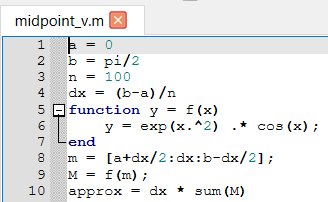 midpoint_v.m
1 a = 0
2 b = pi/2
3 n = 100
4 dx = (b-a)/n
5 function y = f(x)
6 y = exp(x.^2) .* cos(x);
7 end
8 m = [a+dx/2:dx:b-dx/2];
9 M = f(m);
10 approx = dx * sum(M)